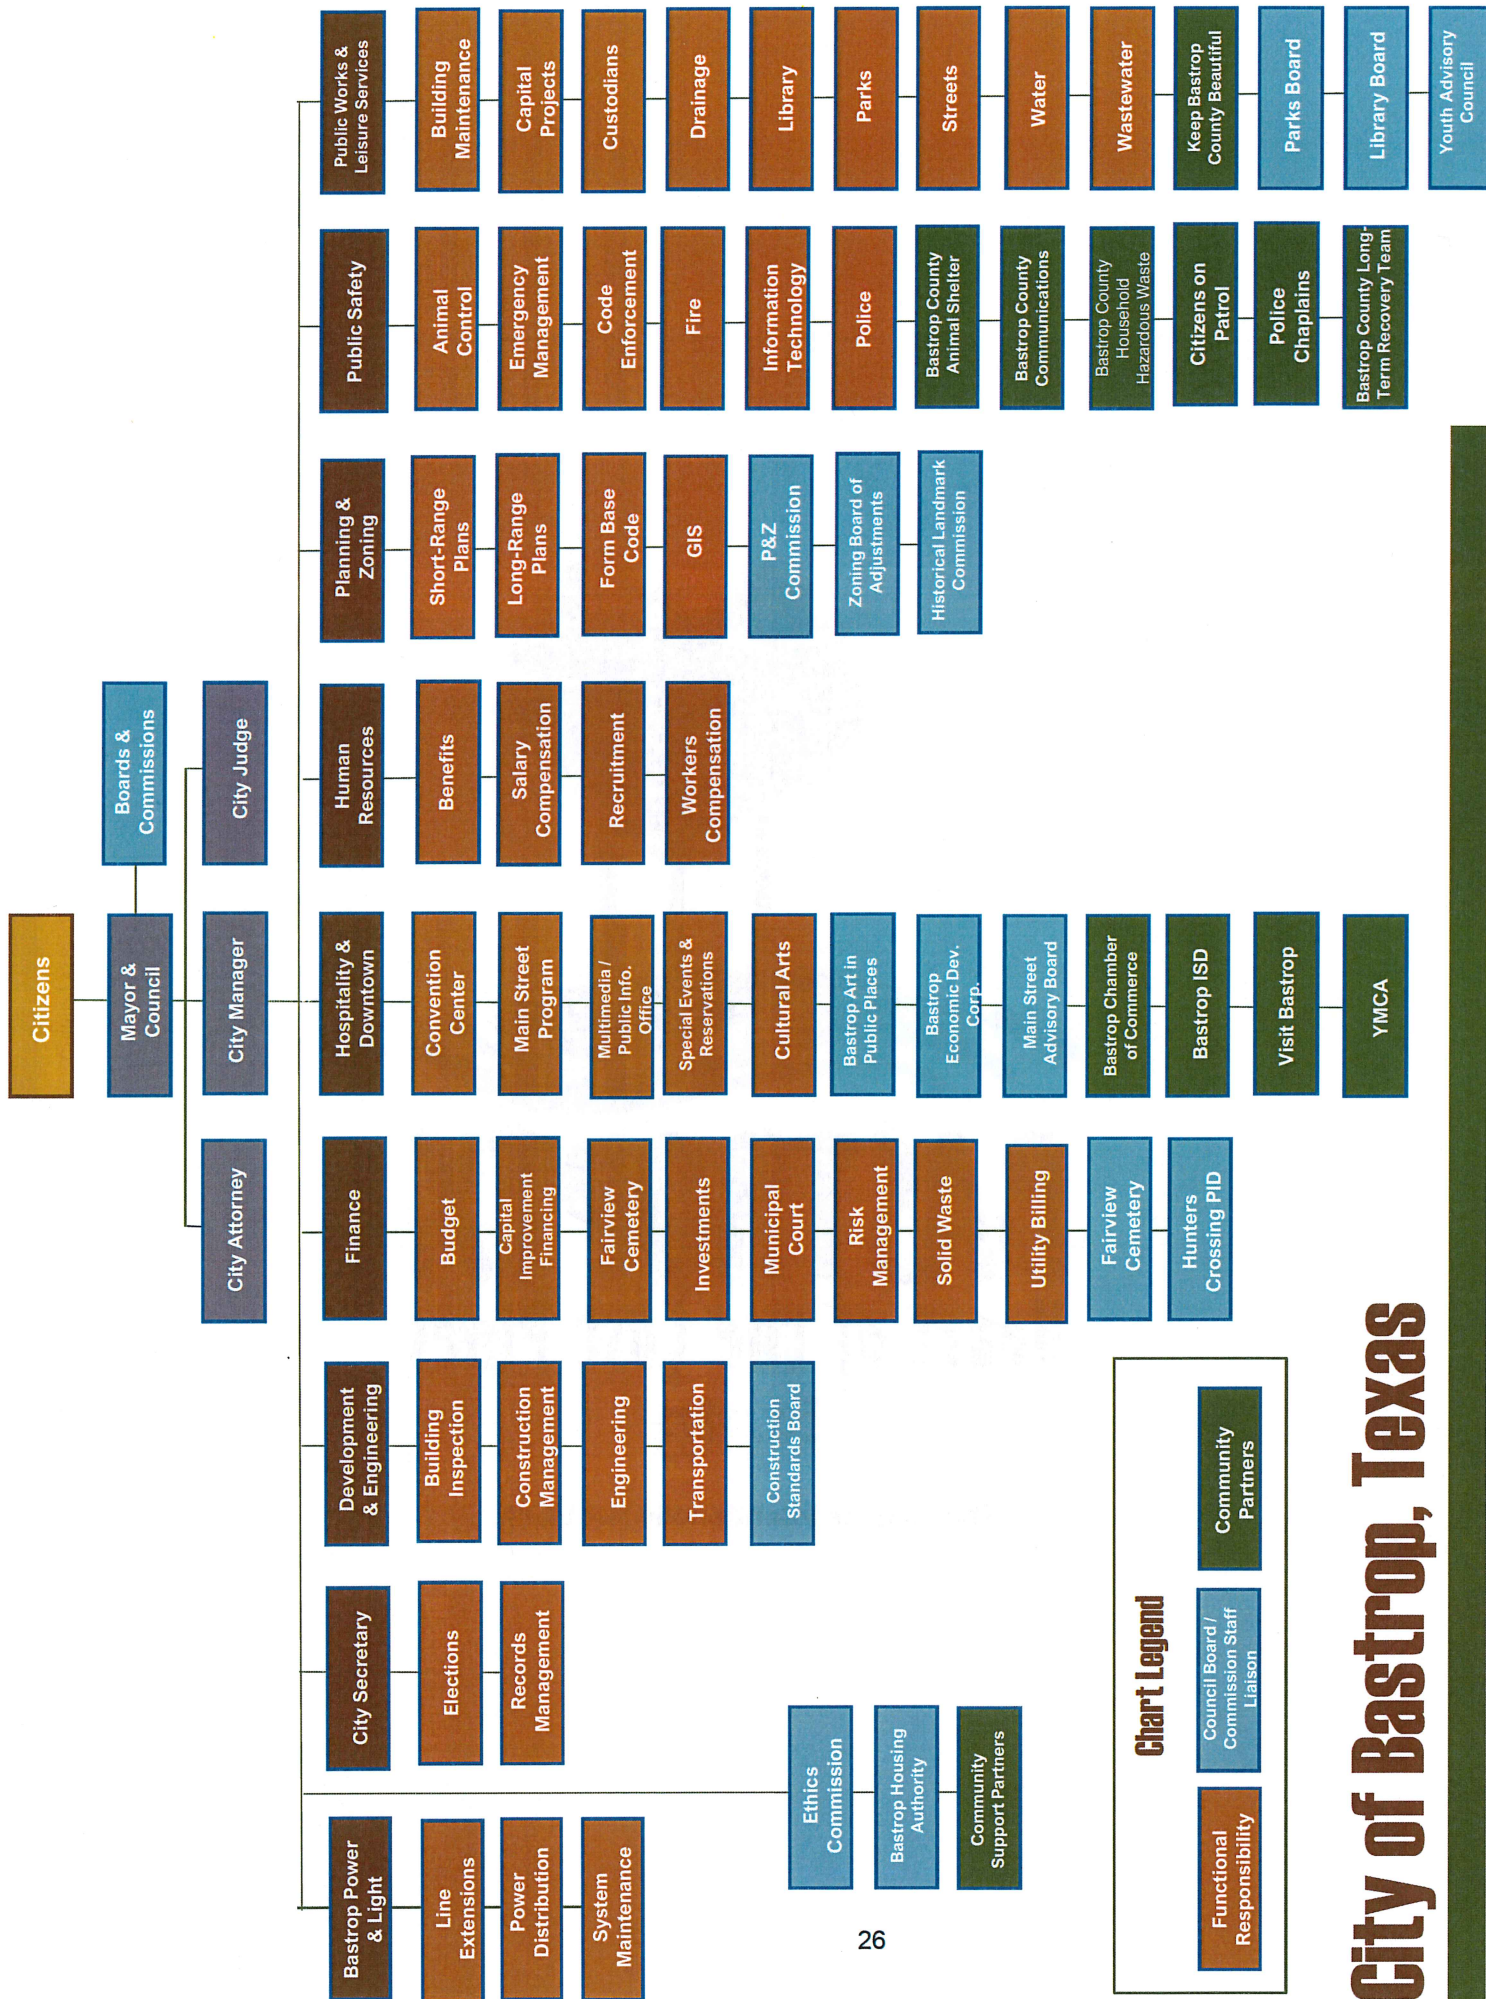 Citizens
Mayor &
Council
Boards &
Commissions
City Attorney
City Manager
City Judge
Bastrop Power
& Light
Line
Extensions
Power
Distribution
System
Maintenance
City Secretary
Elections
Records
Management
Ethics
Commission
Bastrop Housing
Authority
Community
Support Partners
Development
& Engineering
Building
Inspection
Construction
Management
Engineering
Transportation
Construction
Standards Board
Finance
Budget
Capital
Improvement
Financing
Fairview
Cemetery
Investments
Municipal
Court
Risk
Management
Solid Waste
Utility Billing
Fairview
Cemetery
Hunters
Crossing PID
Hospitality &
Downtown
Convention
Center
Main Street
Program
Multimedia /
Public Info.
Office
Special Events &
Reservations
Cultural Arts
Bastrop Art in
Public Places
Bastrop
Economic Dev.
Corp.
Main Street
Advisory Board
Bastrop Chamber
of Commerce
Bastrop ISD
Visit Bastrop
YMCA
Human
Resources
Benefits
Salary
Compensation
Recruitment
Workers
Compensation
Planning &
Zoning
Short-Range
Plans
Long-Range
Plans
Form Base
Code
GIS
P&Z
Commission
Zoning Board of
Adjustments
Historical Landmark
Commission
Public Safety
Animal
Control
Emergency
Management
Code
Enforcement
Fire
Information
Technology
Police
Bastrop County
Animal Shelter
Bastrop County
Communications
Bastrop County
Household
Hazardous Waste
Citizens on
Patrol
Police
Chaplains
Bastrop County Long-
Term Recovery Team
Public Works &
Leisure Services
Building
Maintenance
Capital
Projects
Custodians
Drainage
Library
Parks
Streets
Water
Wastewater
Keep Bastrop
County Beautiful
Parks Board
Library Board
Youth Advisory
Council
Chart Legend
Functional
Responsibility
Council Board /
Commission Staff
Liaison
Community
Partners
City of Bastrop, Texas
26